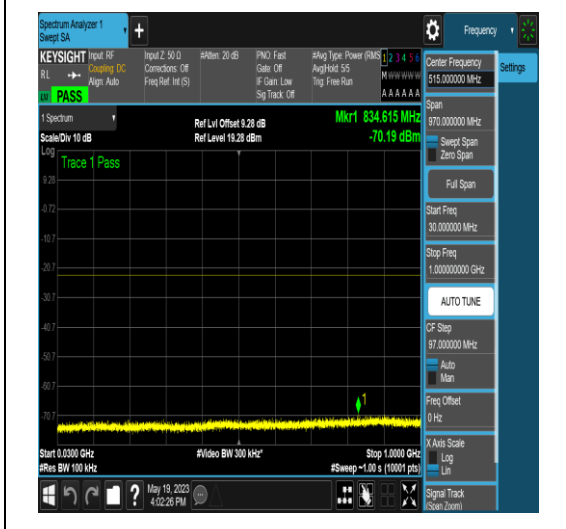 Spectrum Analyzer 1
Swept SA
+
Frequency
KEYSIGHT
RL
Input: RF
Coupling: DC
Align: Auto
Input Z: 50 Ω
Corrections: Off
Freq Ref: Int (S)
#Atten: 20 dB
PNO: Fast
Gate: Off
IF Gain: Low
Sig Track: Off
#Avg Type: Power (RMS)
Avg|Hold: 5/5
Trig: Free Run
1 2 3 4 5 6
M W W W W W
A A A A A A
PASS
1 Spectrum
Scale/Div 10 dB
Ref Lvl Offset 9.28 dB
Ref Level 19.28 dBm
Mkr1 834.615 MHz
-70.19 dBm
Log
Trace 1 Pass
9.28
-0.72
-10.7
-20.7
-30.7
-40.7
-50.7
-60.7
-70.7
1
Start 0.0300 GHz
#Res BW 100 kHz
#Video BW 300 kHz*
Stop 1.0000 GHz
#Sweep ~1.00 s (10001 pts)
?
May 19, 2023
4:02:26 PM
Center Frequency
515.000000 MHz
Span
970.000000 MHz
Swept Span
Zero Span
Full Span
Start Freq
30.000000 MHz
Stop Freq
1.000000000 GHz
AUTO TUNE
CF Step
97.000000 MHz
Auto
Man
Freq Offset
0 Hz
X Axis Scale
Log
Lin
Signal Track
(Span Zoom)
Settings